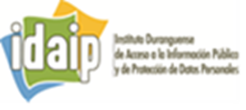 idaip
Instituto Duranguense
de Acceso a la Información Pública
y de Protección de Datos Personales